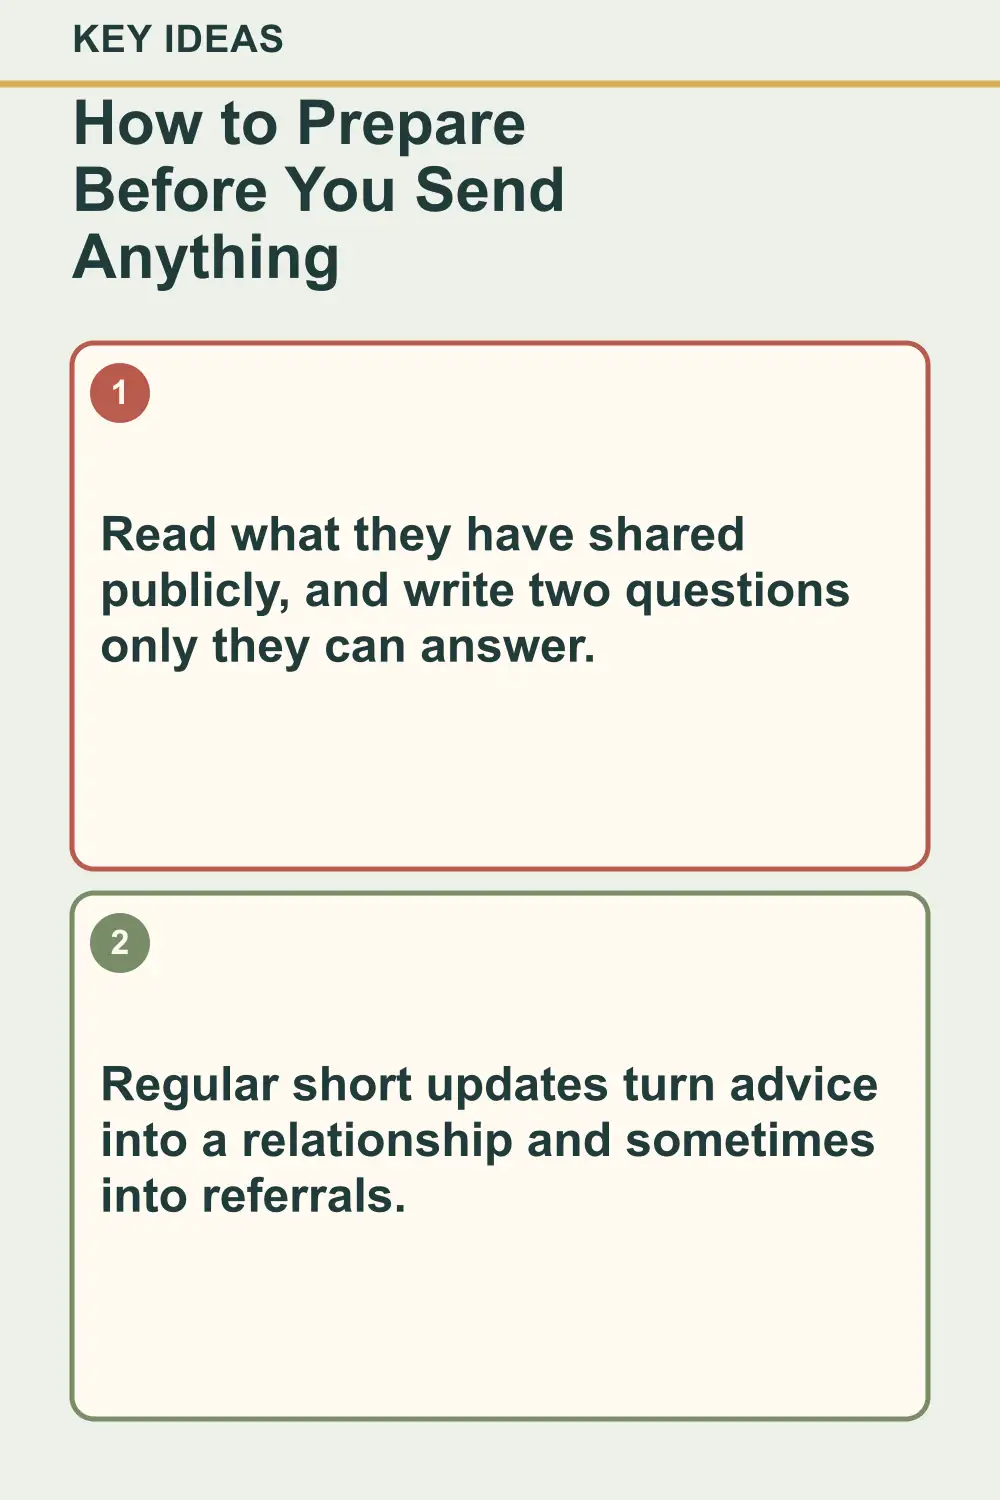 KEY IDEAS
How to Prepare
Before You Send
Anything
1
Read what they have shared
publicly, and write two questions
only they can answer.
2
Regular short updates turn advice
into a relationship and sometimes
into referrals.